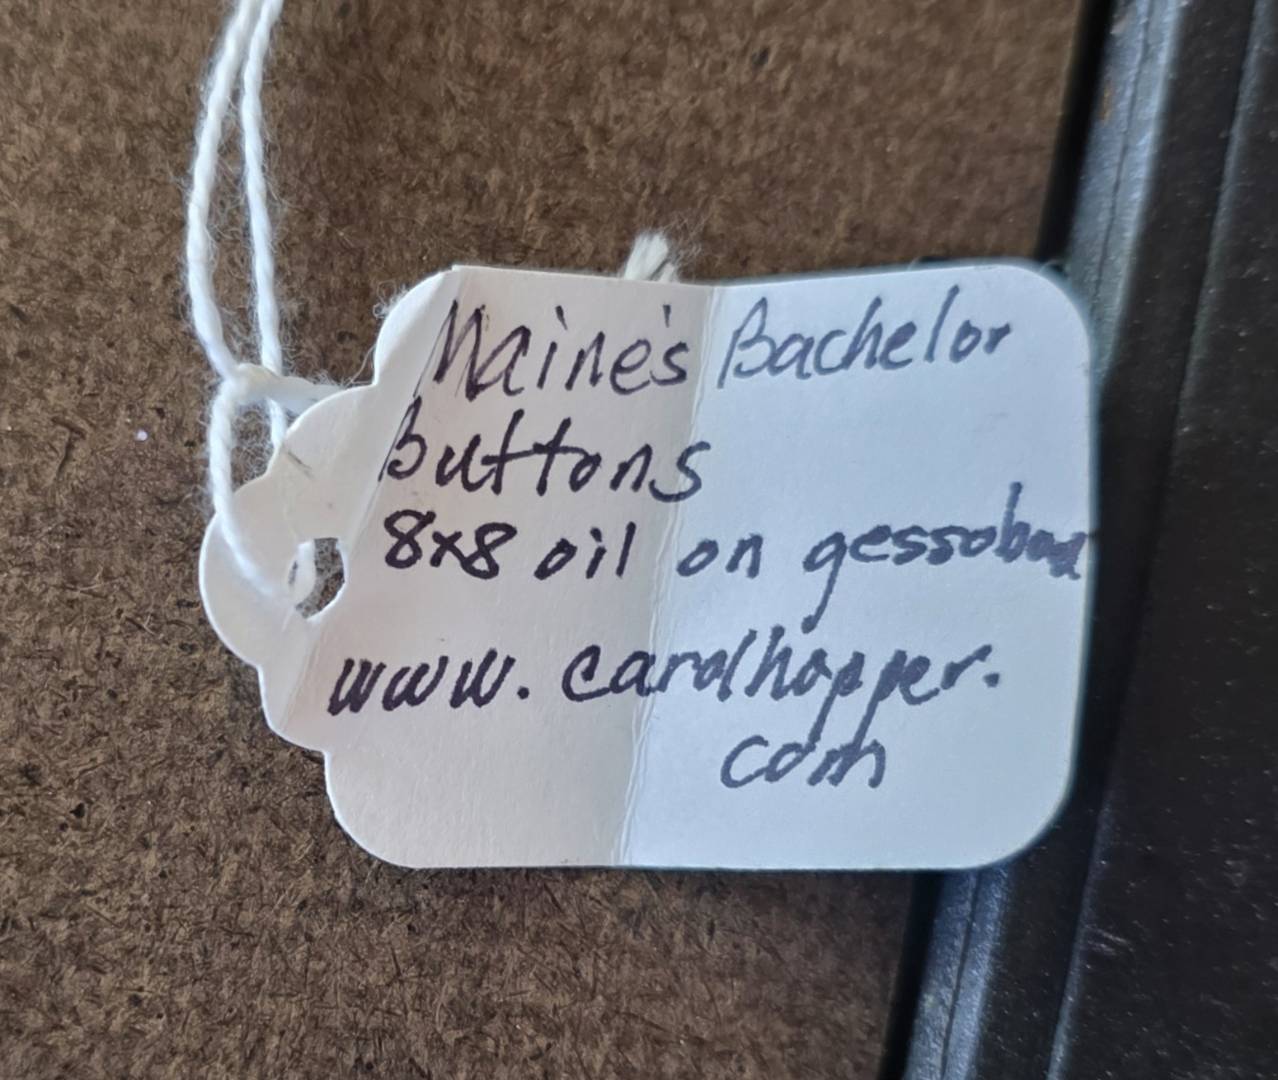 Maine's Bachelor
Buttons
8x8 oil on
www.carolhopper.
com